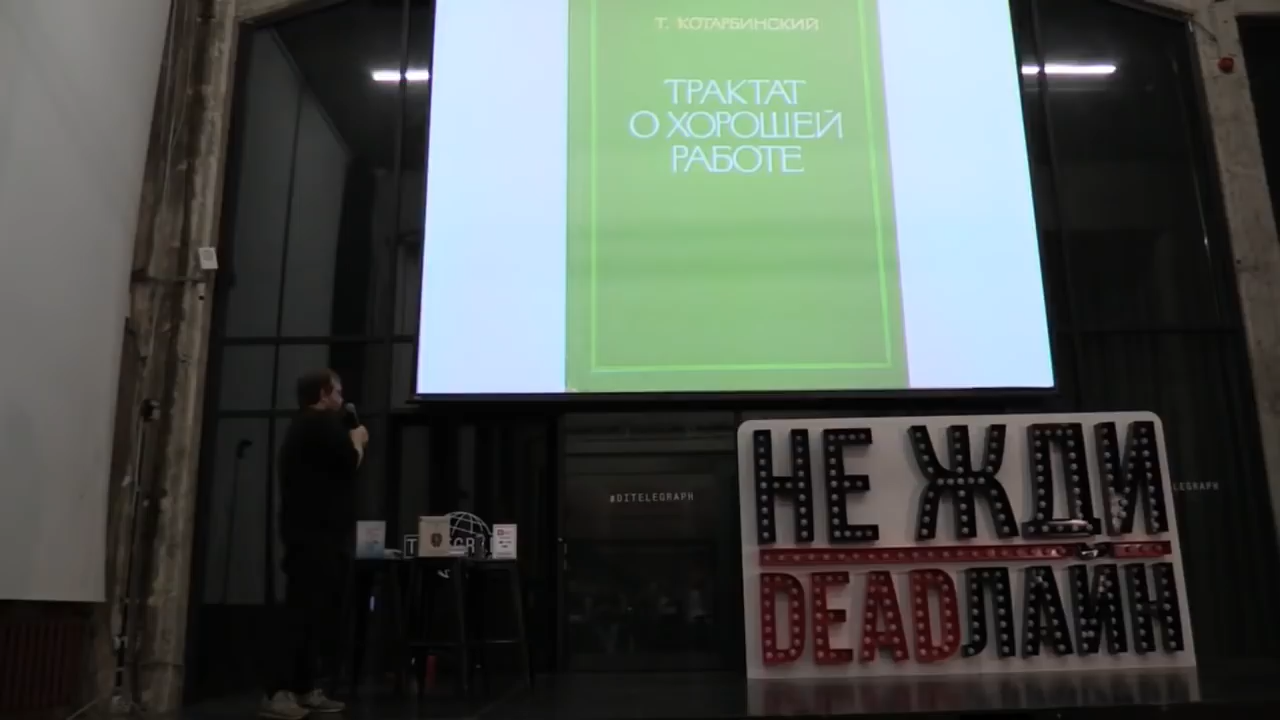 Т. КОТАРБИНСКИЙ
ТРАКТАТ
О ХОРОШЕЙ
РАБОТЕ
#DITELEGRAPH
НЕ ЖДИ
DEADЛАЙН